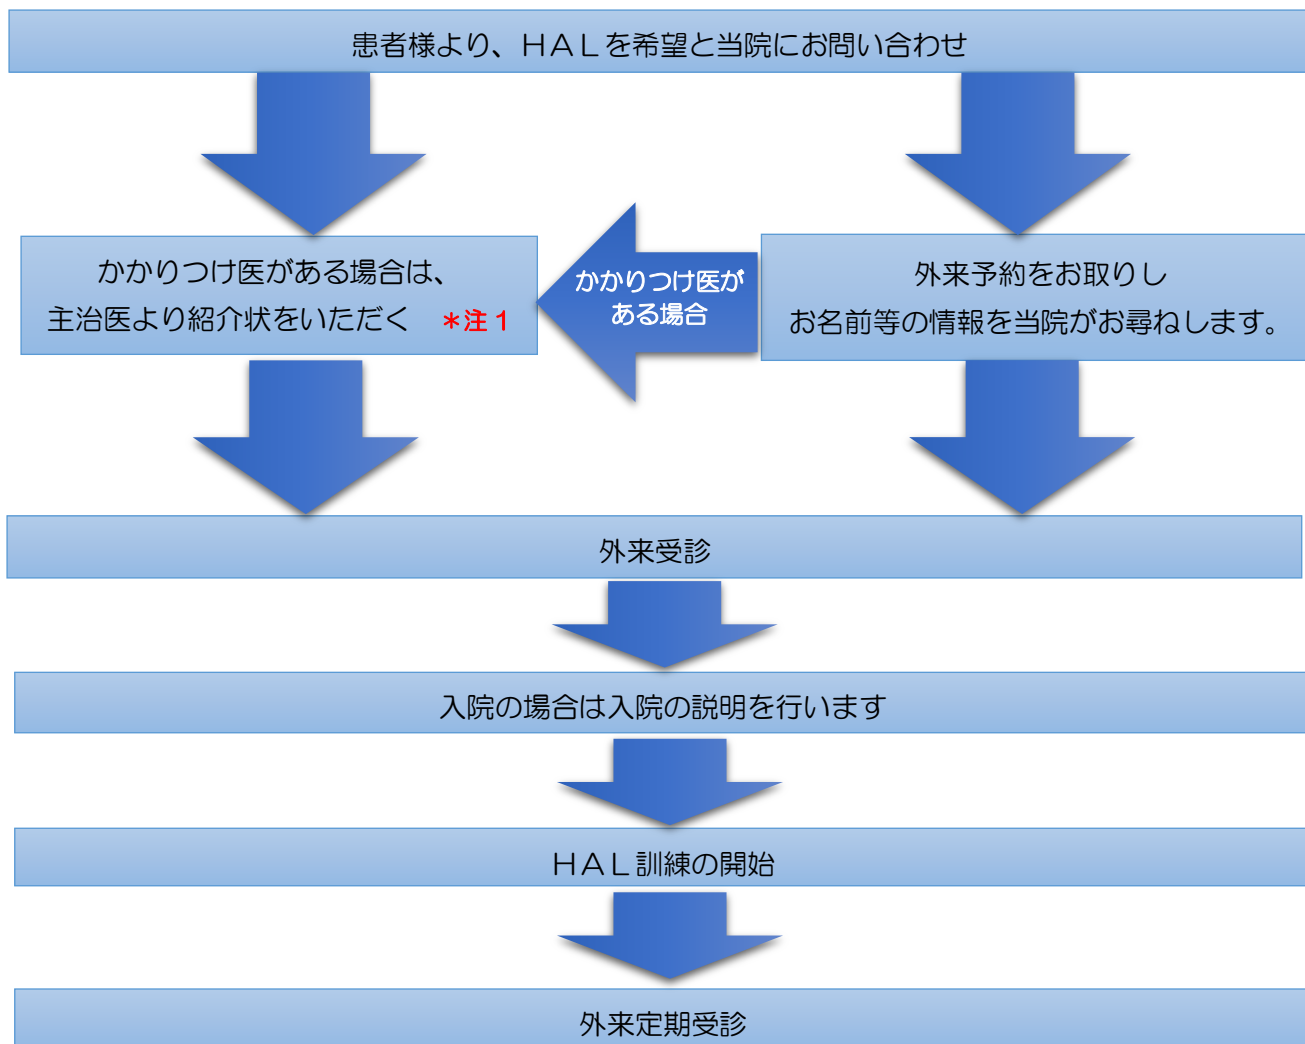 患者様より、ＨＡＬを希望と当院にお問い合わせ
かかりつけ医がある場合は、
主治医より紹介状をいただく　＊注１
かかりつけ医が
ある場合
外来予約をお取りし
お名前等の情報を当院がお尋ねします。
外来受診
入院の場合は入院の説明を行います
ＨＡＬ訓練の開始
外来定期受診